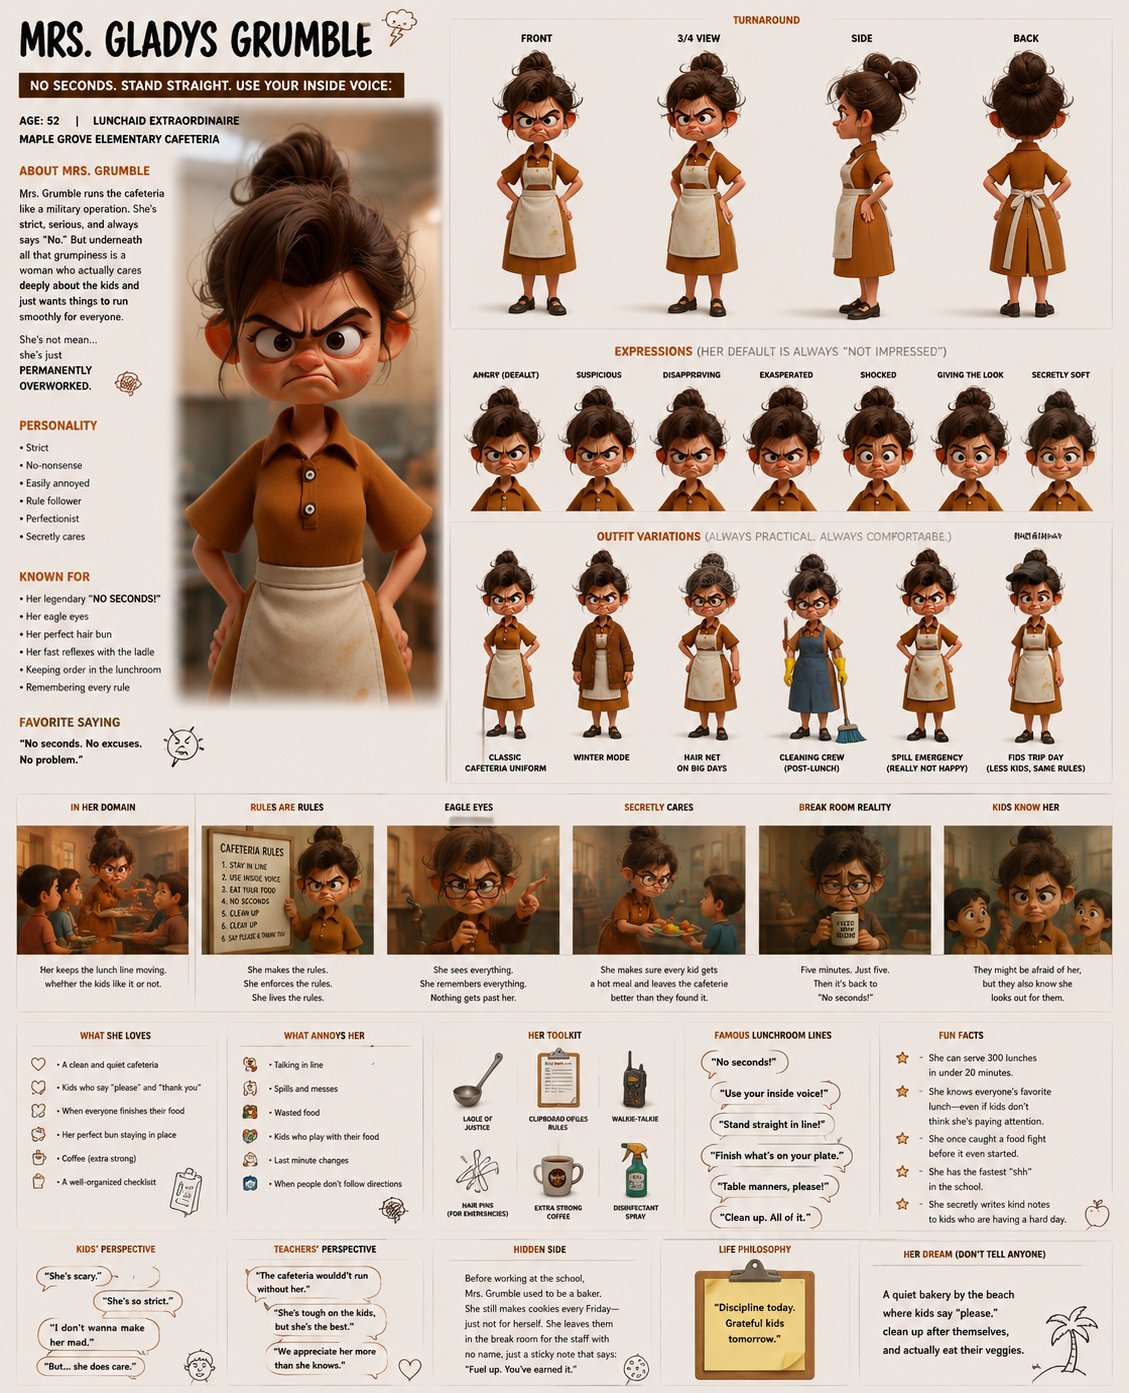 MRS. GLADYS GRUMBLE
NO SECONDS. STAND STRAIGHT. USE YOUR INSIDE VOICE.
AGE: 52 | LUNCHAID EXTRAORDINAIRE
MAPLE GROVE ELEMENTARY CAFETERIA
ABOUT MRS. GRUMBLE
Mrs. Grumble runs the cafeteria
like a military operation. She's
strict, serious, and always
says "No." But underneath
all that grumpiness is a
woman who actually cares
deeply about the kids and
just wants things to run
smoothly for everyone.
She's not mean...
she's just
PERMANENTLY
OVERWORKED.
PERSONALITY
• Strict
• No-nonsense
• Easily annoyed
• Rule follower
• Perfectionist
• Secretly cares
KNOWN FOR
• Her legendary "NO SECONDS!"
• Her eagle eyes
• Her perfect hair bun
• Her fast reflexes with the ladle
• Keeping order in the lunchroom
• Remembering every rule
FAVORITE SAYING
"No seconds. No excuses.
No problem."
TURNAROUND
FRONT
3/4 VIEW
SIDE
BACK
EXPRESSIONS (HER DEFAULT IS ALWAYS "NOT IMPRESSED")
ANGRY (DEFALLT)
SUSPICIOUS
DISAPPRRVING
EXASPERATED
SHOCKED
GIVING THE LOOK
SECRETLY SOFT
OUTFIT VARIATIONS (ALWAYS PRACTICAL. ALWAYS COMFORTABLE.)
CLASSIC
CAFETERIA UNIFORM
WINTER MODE
HAIR NET
ON BIG DAYS
CLEANING CREW
(POST-LUNCH)
SPILL EMERGENCY
(REALLY NOT HAPPY)
FIDS TRIP DAY
(LESS KIDS, SAME RULES)
IN HER DOMAIN
Her keeps the lunch line moving.
whether the kids like it or not.
RULES ARE RULES
CAFETERIA RULES
1. STAY IN LINE
2. USE INSIDE VOICE
3. EAT YOUR FOOD
4. NO SECONDS
5. CLEAN UP
6. CLEAR UP
6. SAY PLEASE & THANK YOU
She makes the rules.
She enforces the rules.
She lives the rules.
EAGLE EYES
She sees everything.
She remembers everything.
Nothing gets past her.
SECRETLY CARES
She makes sure every kid gets
a hot meal and leaves the cafeterie
better than they found it.
BREAK ROOM REALITY
Five minutes. Just five.
Then it's back to
"No seconds!"
KIDS KNOW HER
They might be afraid of her,
but they also know she
looks out for them.
WHAT SHE LOVES
• A clean and quiet cafeteria
• Kids who say "please" and "thank you"
• When everyone finishes their food
• Her perfect bun staying in place
• Coffee (extra strong)
• A well-organized checklist
WHAT ANNOYS HER
• Talking in line
• Spills and messes
• Wasted food
• Kids who play with their food
• Last minute changes
• When people don't follow directions
HER TOOLKIT
LADLE OF
JUSTICE
CLIPBOARD OF
RULES
WALKIE-TALKIE
HAIR PINS
(FOR EMERGENCIES)
EXTRA STRONG
COFFEE
DISINFECTANT
SPRAY
FAMOUS LUNCHROOM LINES
"No seconds!"
"Use your inside voice!"
"Stand straight in line!"
"Finish what's on your plate."
"Table manners, please!"
"Clean up. All of it."
FUN FACTS
- She can serve 300 lunches
in under 20 minutes.
- She knows everyone's favorite
lunch—even if kids don't
think she's paying attention.
- She once caught a food fight
before it even started.
- She has the fastest "shh"
in the school.
- She secretly writes kind notes
to kids who are having a hard day.
KIDS' PERSPECTIVE
"She's scary."
"She's so strict."
"I don't wanna make
her mad."
"But... she does care."
TEACHERS' PERSPECTIVE
"The cafeteria wouldd't run
without her."
"She's tough on the kids,
but she's the best."
"We appreciate her more
than she knows."
HIDDEN SIDE
Before working at the school,
Mrs. Grumble used to be a baker.
She still makes cookies every Friday—
just not for herself. She leaves them
in the break room for the staff with
no name, just a sticky note that says:
"Fuel up. You've earned it."
LIFE PHILOSOPHY
"Discipline today.
Grateful kids
tomorrow."
HER DREAM (DON'T TELL ANYONE)
A quiet bakery by the beach
where kids say "please,"
clean up after themselves,
and actually eat their veggies.